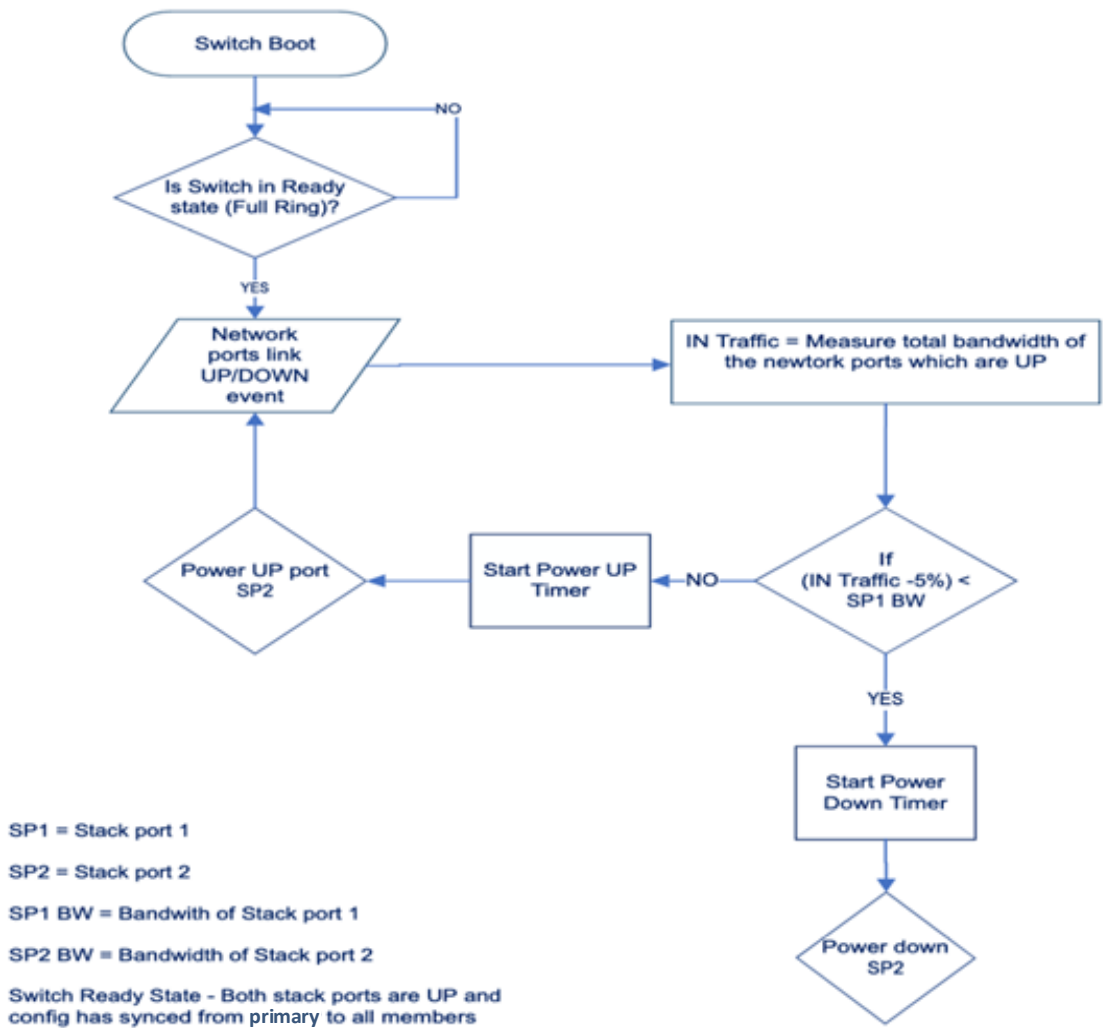 Switch Boot
NO
Is Switch in Ready
state (Full Ring)?
YES
Network
ports link
UP/DOWN
event
IN Traffic = Measure total bandwidth of
the newtork ports which are UP
If
(IN Traffic -5%) <
SP1 BW
NO
Start Power UP
Timer
Power UP port
SP2
YES
Start Power
Down Timer
Power down
SP2
SP1 = Stack port 1
SP2 = Stack port 2
SP1 BW = Bandwith of Stack port 1
SP2 BW = Bandwidth of Stack port 2
Switch Ready State - Both stack ports are UP and
config has synced from primary to all members